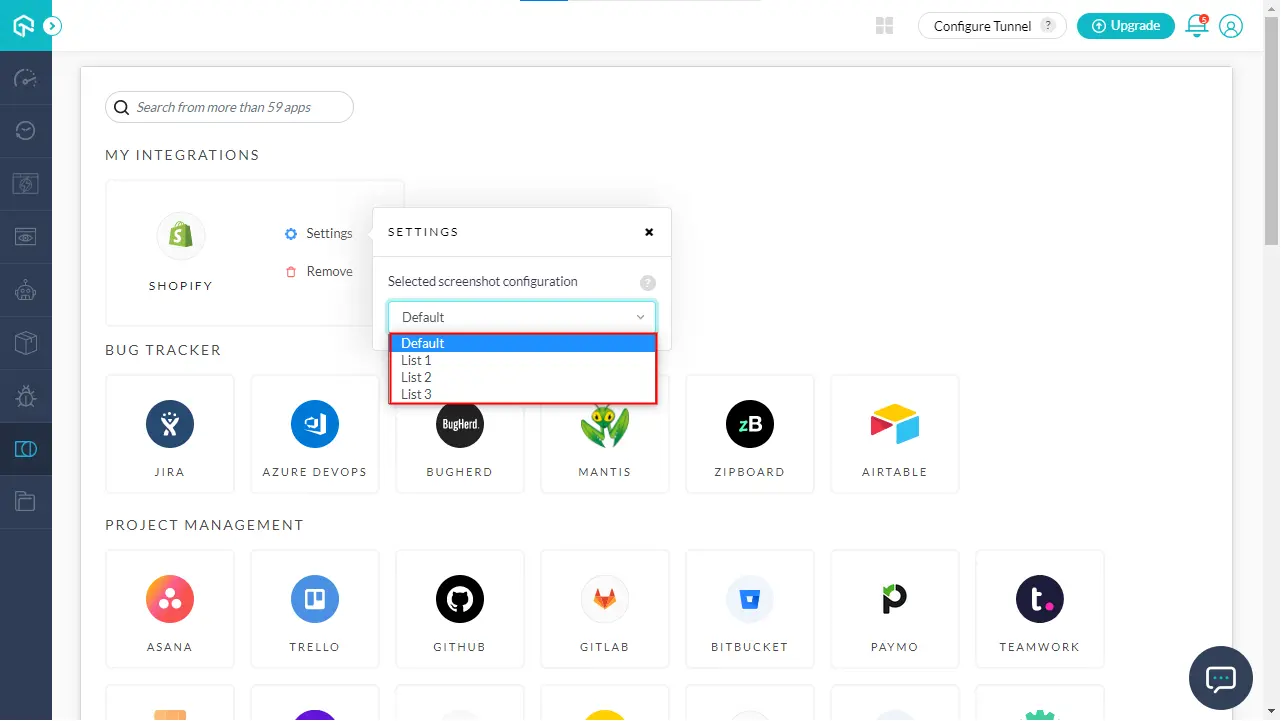 Configure Tunnel ?
Upgrade
5
Search from more than 59 apps
MY INTEGRATIONS
SHOPIFY
Settings
Remove
SETTINGS
Selected screenshot configuration ?
Default
Default
List 1
List 2
List 3
BUG TRACKER
JIRA
AZURE DEVOPS
BugHerd.
BUGHERD
MANTIS
zB
ZIPBOARD
AIRTABLE
PROJECT MANAGEMENT
ASANA
TRELLO
GITHUB
GITLAB
BITBUCKET
PAYMO
t.
TEAMWORK